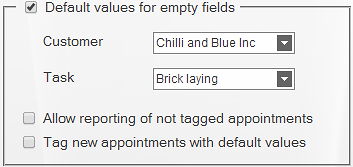 Default values for empty fields
Customer Chilli and Blue Inc
Task Brick laying
Allow reporting of not tagged appointments
Tag new appointments with default values